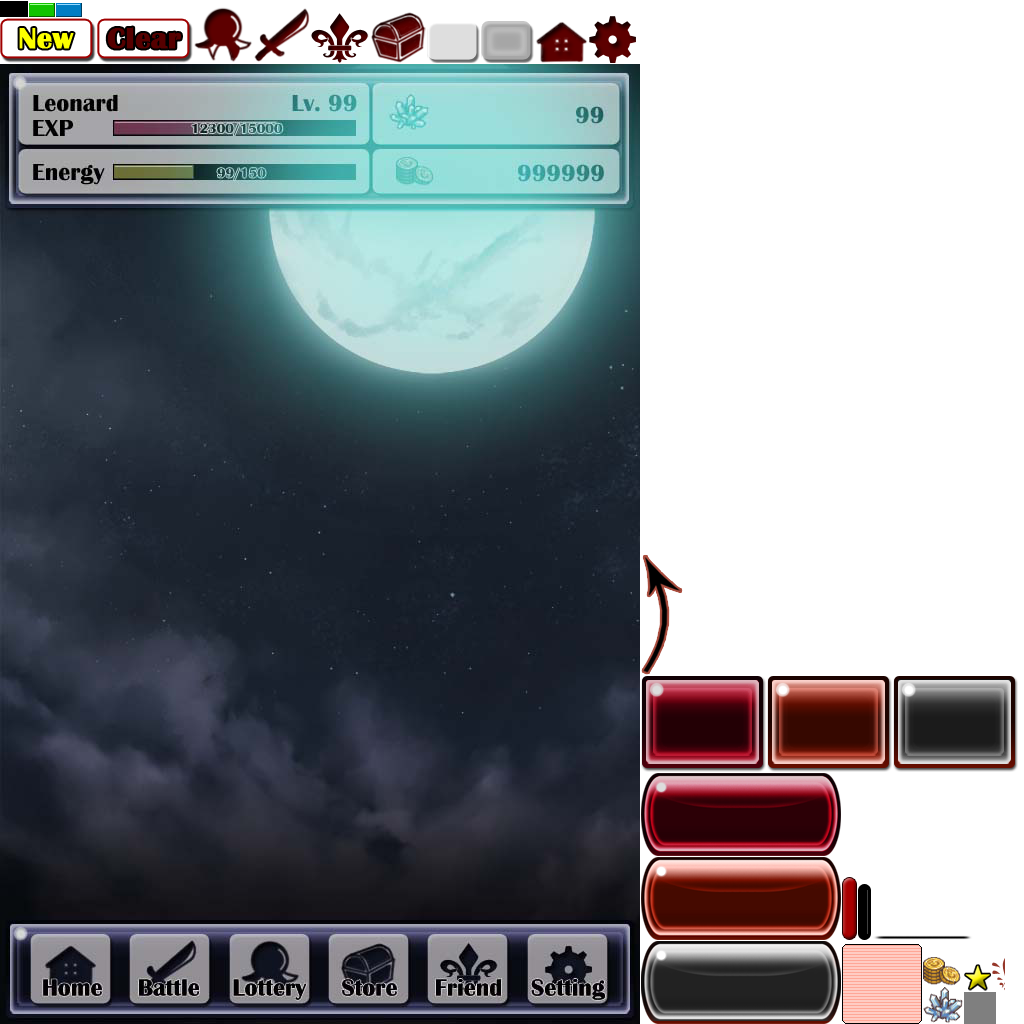 New Clear
Leonard Lv. 99
EXP 12300/15000
99
Energy 99/150
999999
Home Battle Lottery Store Friend Setting